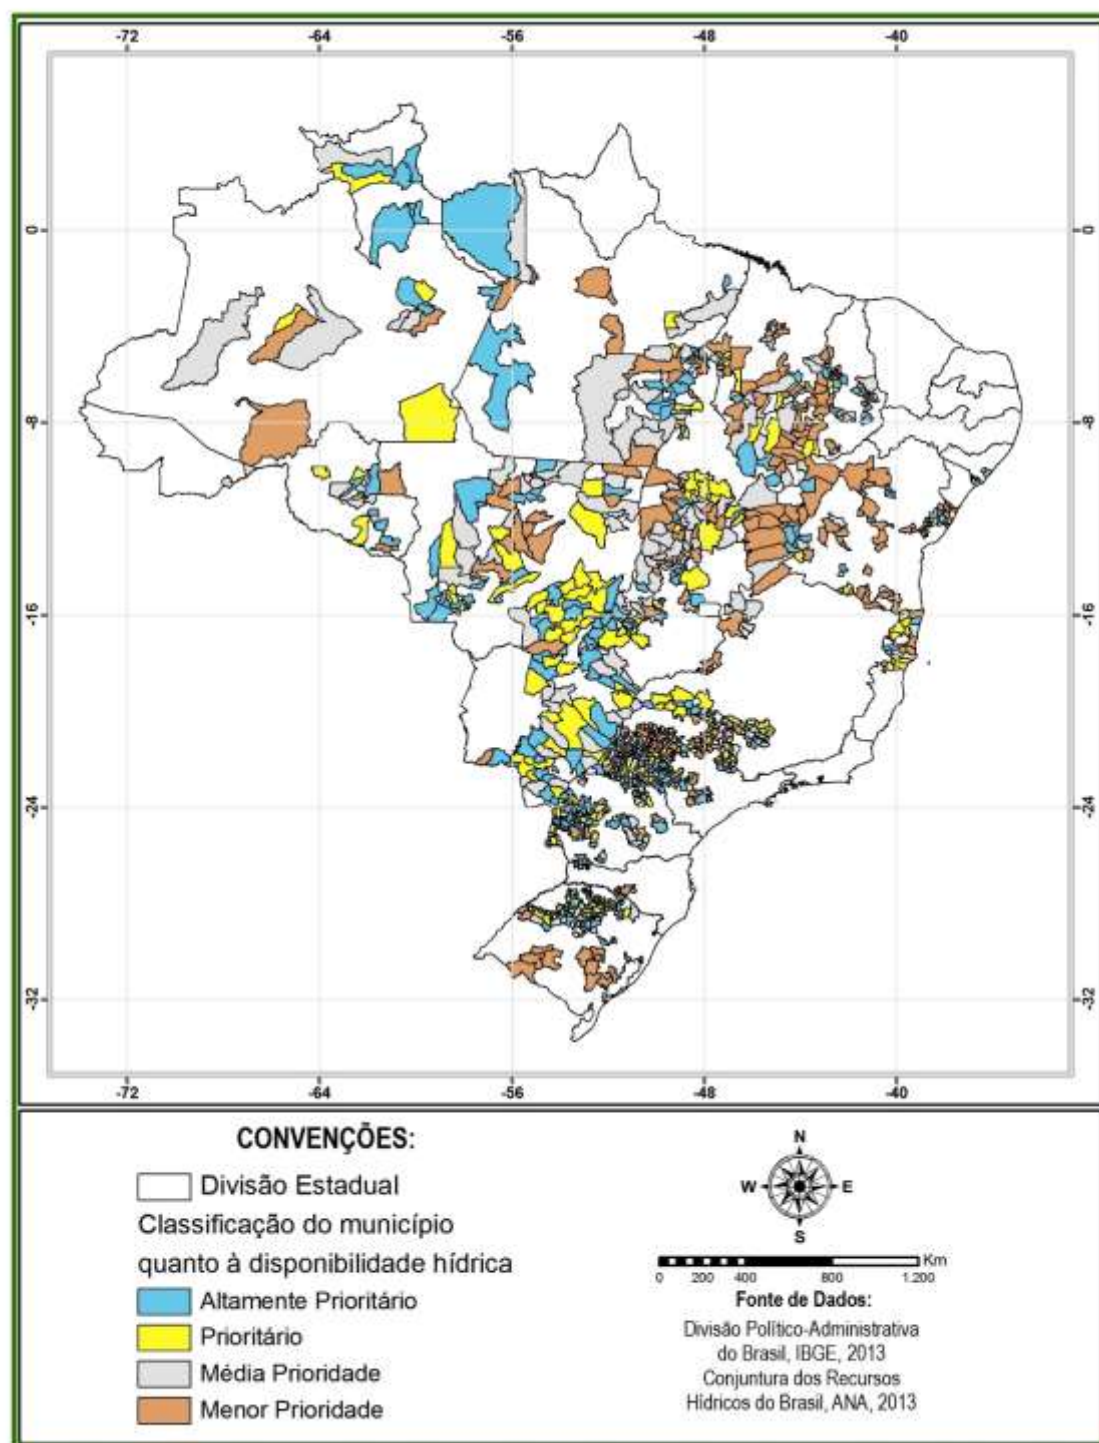 -72 -64 -56 -48 -40
0 0
-8 -8
-16 -16
-24 -24
-32 -32
-72 -64 -56 -48 -40
CONVENÇÕES:
Divisão Estadual
Classificação do município
quanto à disponibilidade hídrica
Altamente Prioritário
Prioritário
Média Prioridade
Menor Prioridade
N
W E
S
Km
0 200 400 800 1.200
Fonte de Dados:
Divisão Político-Administrativa
do Brasil, IBGE, 2013
Conjuntura dos Recursos
Hídricos do Brasil, ANA, 2013